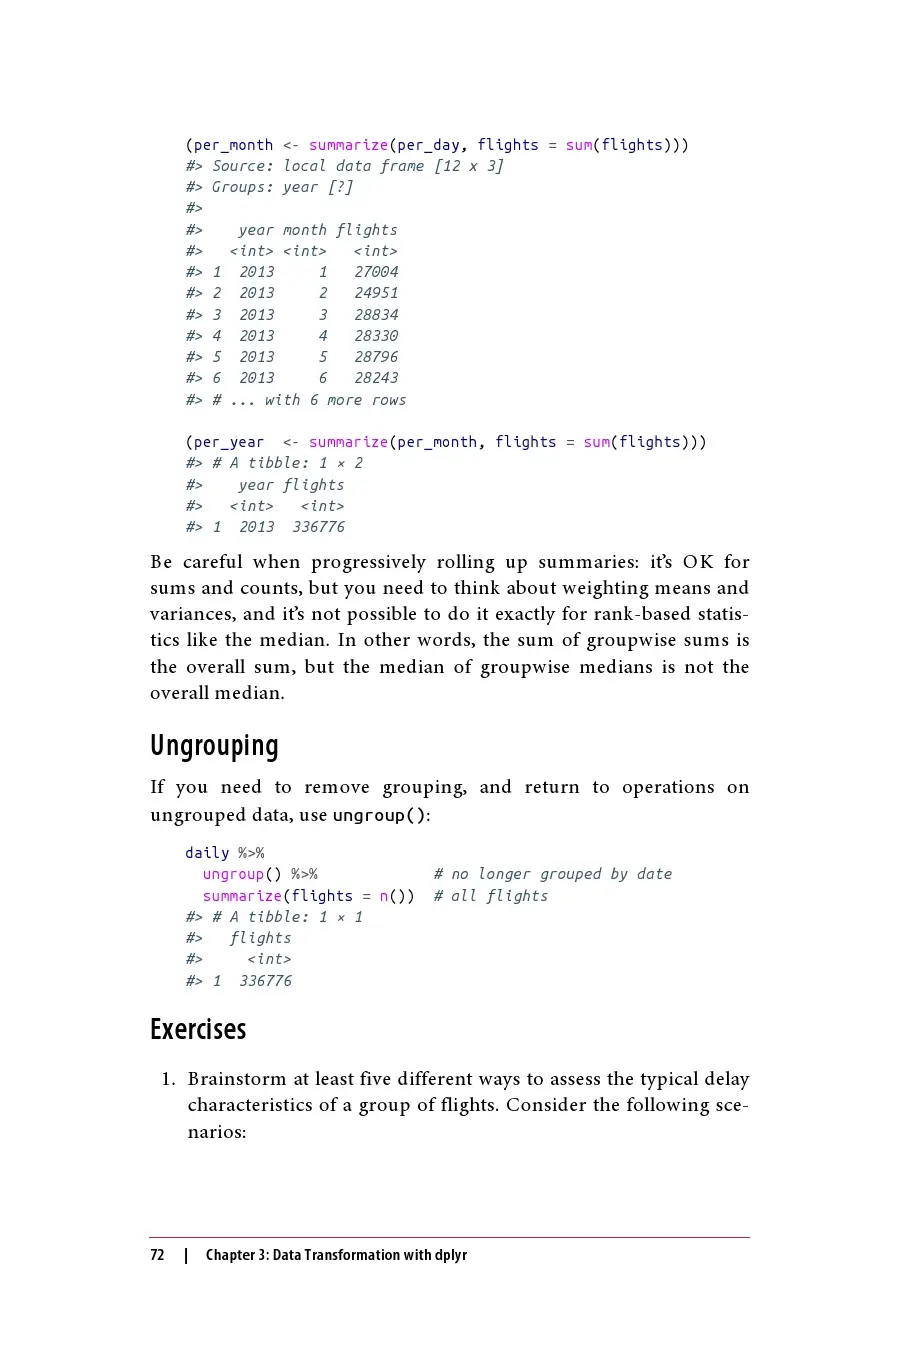 (per_month <- summarize(per_day, flights = sum(flights)))
#> Source: local data frame [12 x 3]
#> Groups: year [?]
#>
#>    year month flights
#>   <int> <int>   <int>
#> 1  2013     1   27004
#> 2  2013     2   24951
#> 3  2013     3   28834
#> 4  2013     4   28330
#> 5  2013     5   28796
#> 6  2013     6   28243
#> # ... with 6 more rows
(per_year  <- summarize(per_month, flights = sum(flights)))
#> # A tibble: 1 × 2
#>    year flights
#>   <int>   <int>
#> 1  2013  336776
Be careful when progressively rolling up summaries: it’s OK for
sums and counts, but you need to think about weighting means and
variances, and it’s not possible to do it exactly for rank-based statis-
tics like the median. In other words, the sum of groupwise sums is
the overall sum, but the median of groupwise medians is not the
overall median.
Ungrouping
If you need to remove grouping, and return to operations on
ungrouped data, use ungroup():
daily %>%
  ungroup() %>%             # no longer grouped by date
  summarize(flights = n())  # all flights
#> # A tibble: 1 × 1
#>   flights
#>     <int>
#> 1  336776
Exercises
1. Brainstorm at least five different ways to assess the typical delay
characteristics of a group of flights. Consider the following sce-
narios:
72 | Chapter 3: Data Transformation with dplyr